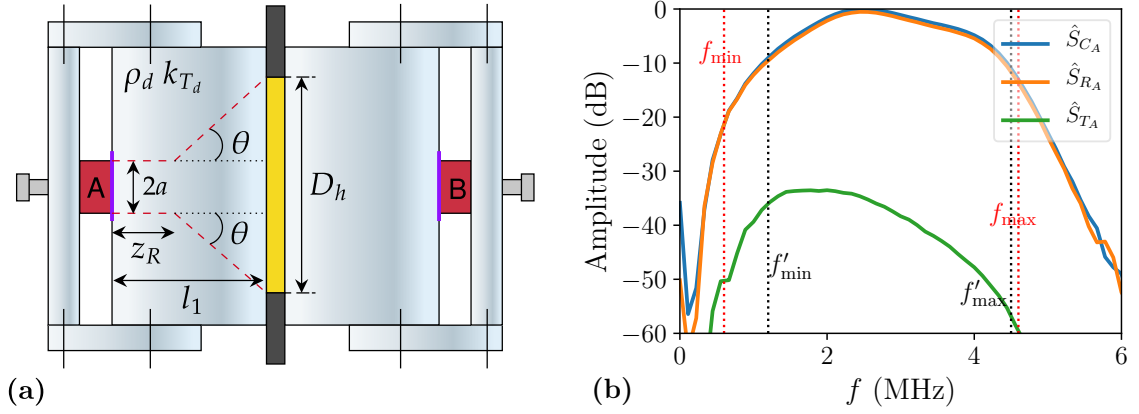 ρ_d k_{T_d}
θ
A
2a
D_h
B
θ
z_R
l_1
(a)
0
−10
−20
−30
−40
−50
−60
Amplitude (dB)
f_min
Ŝ_{C_A}
Ŝ_{R_A}
Ŝ_{T_A}
f_max
f′_min
f′_max
0
2
4
6
f (MHz)
(b)